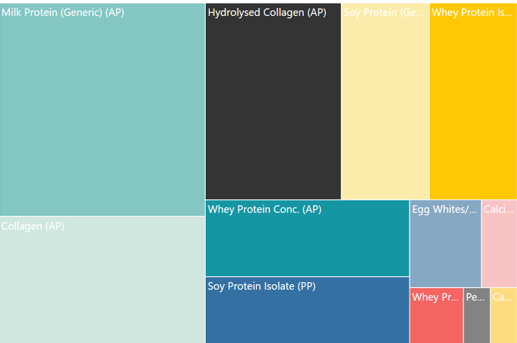 Milk Protein (Generic) (AP)
Hydrolysed Collagen (AP)
Soy Protein (Ge...
Whey Protein Is...
Collagen (AP)
Whey Protein Conc. (AP)
Egg Whites/...
Calci...
Soy Protein Isolate (PP)
Whey Pr...
Pe...
Ca...